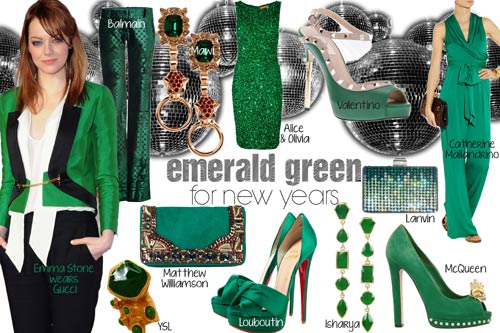 Balmain
Mawi
Alice
& Olivia
Valentino
Catherine
Malandrino
emerald green
for new years
Lanvin
Emma Stone
wears
Gucci
Matthew
Williamson
YSL
Louboutin
Isharya
McQueen